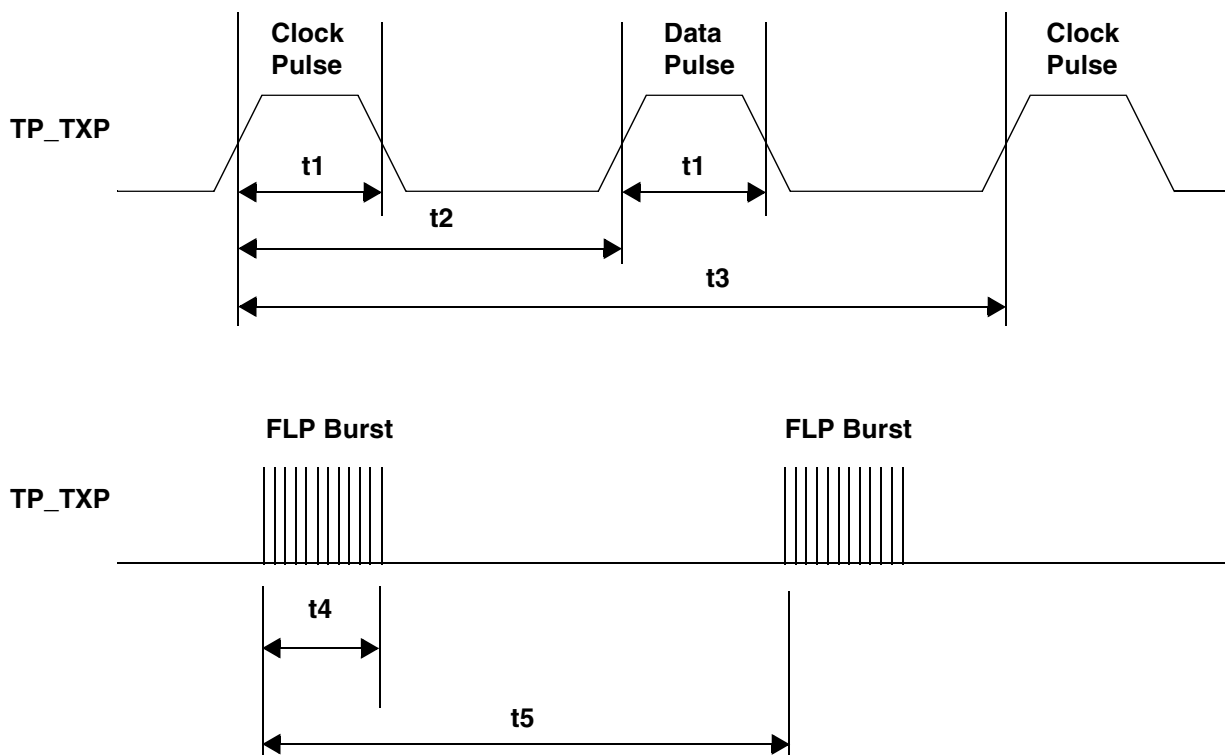 Clock
Pulse
Data
Pulse
Clock
Pulse
TP_TXP
t1
t1
t2
t3
FLP Burst
FLP Burst
TP_TXP
t4
t5